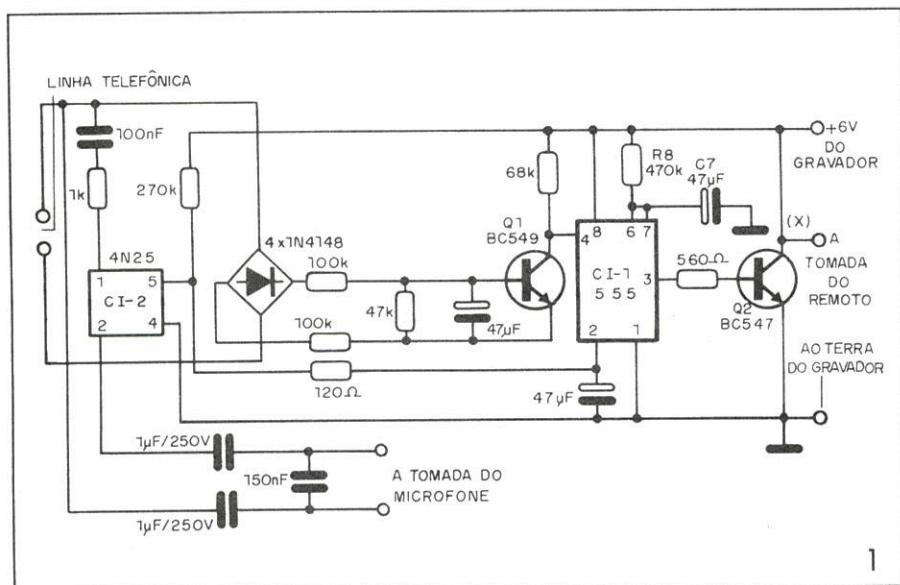 LINHA TELEFÔNICA
100nF
1k
270k
4N25
1
5
CI-2
2
4
4x1N4148
100k
47k
100k
120Ω
47µF
68k
Q1
BC549
R8
470k
C7
47µF
4
8
6
7
CI-1
555
3
2
1
560Ω
Q2
BC547
47µF
+6V
DO
GRAVADOR
(X)
A
TOMADA
DO
REMOTO
AO TERRA
DO GRAVADOR
1µF/250V
150nF
1µF/250V
A TOMADA DO
MICROFONE
1